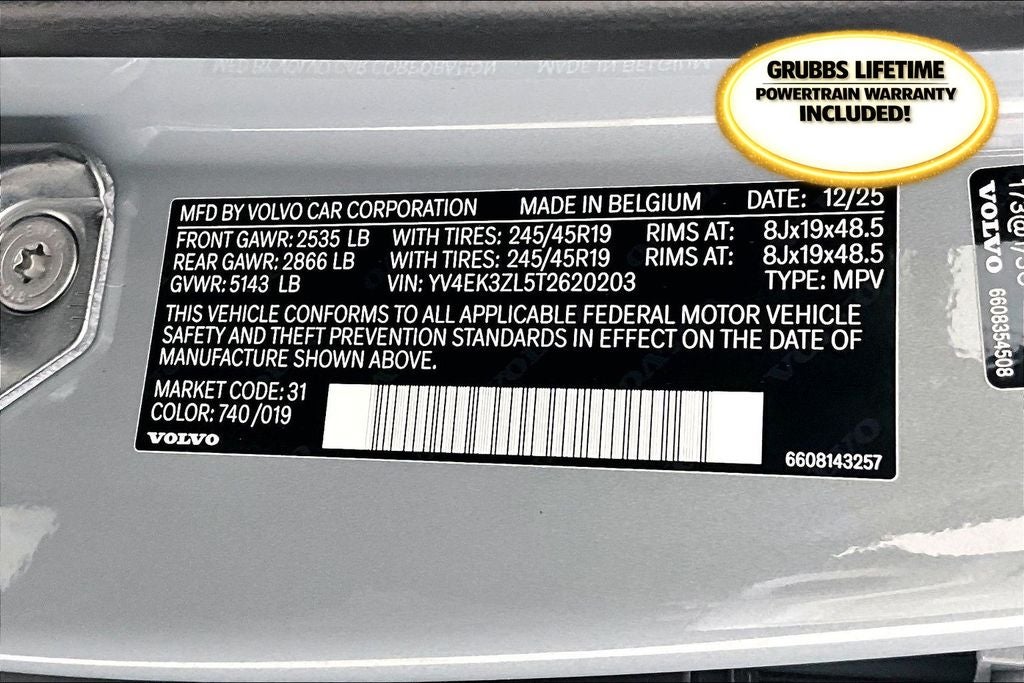 GRUBBS LIFETIME
POWERTRAIN WARRANTY
INCLUDED!
MFD BY VOLVO CAR CORPORATION MADE IN BELGIUM DATE: 12/25
FRONT GAWR: 2535 LB WITH TIRES: 245/45R19 RIMS AT: 8Jx19x48.5
REAR GAWR: 2866 LB WITH TIRES: 245/45R19 RIMS AT: 8Jx19x48.5
GVWR: 5143 LB VIN: YV4EK3ZL5T2620203 TYPE: MPV
THIS VEHICLE CONFORMS TO ALL APPLICABLE FEDERAL MOTOR VEHICLE
SAFETY AND THEFT PREVENTION STANDARDS IN EFFECT ON THE DATE OF
MANUFACTURE SHOWN ABOVE.
MARKET CODE: 31
COLOR: 740/019
VOLVO
6608143257
VOLVO 6608354508
8.8